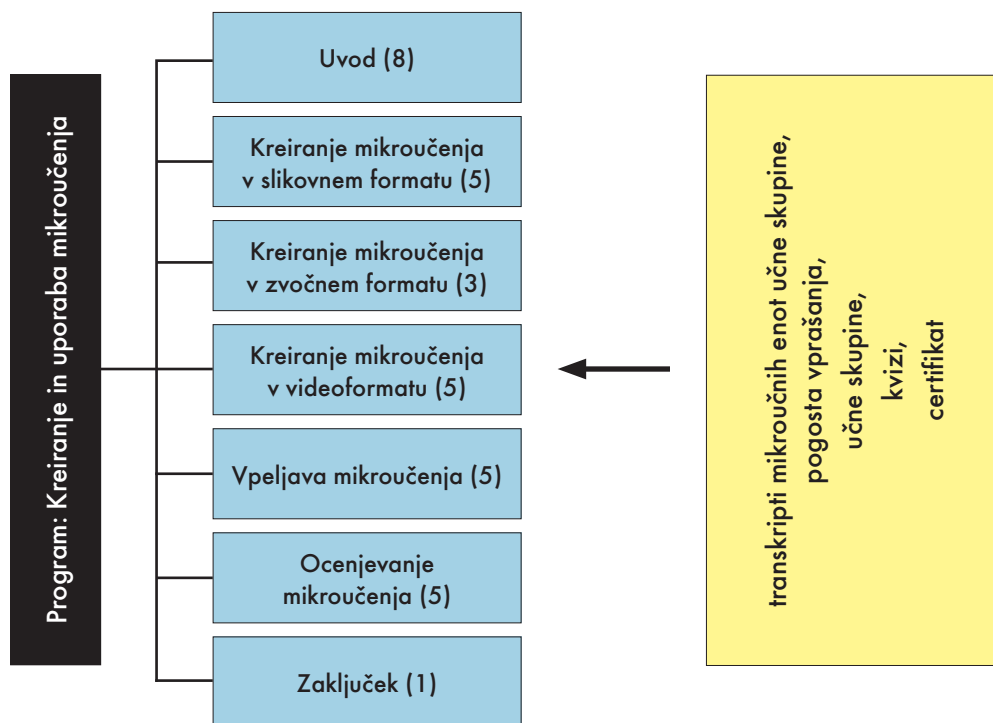 Program: Kreiranje in uporaba mikroučenja
Uvod (8)
Kreiranje mikroučenja
v slikovnem formatu (5)
Kreiranje mikroučenja
v zvočnem formatu (3)
Kreiranje mikroučenja
v videoformatu (5)
Vpeljava mikroučenja (5)
Ocenjevanje
mikroučenja (5)
Zaključek (1)
transkripti mikroučnih enot učne skupine,
pogosta vprašanja,
učne skupine,
kvizi,
certifikat